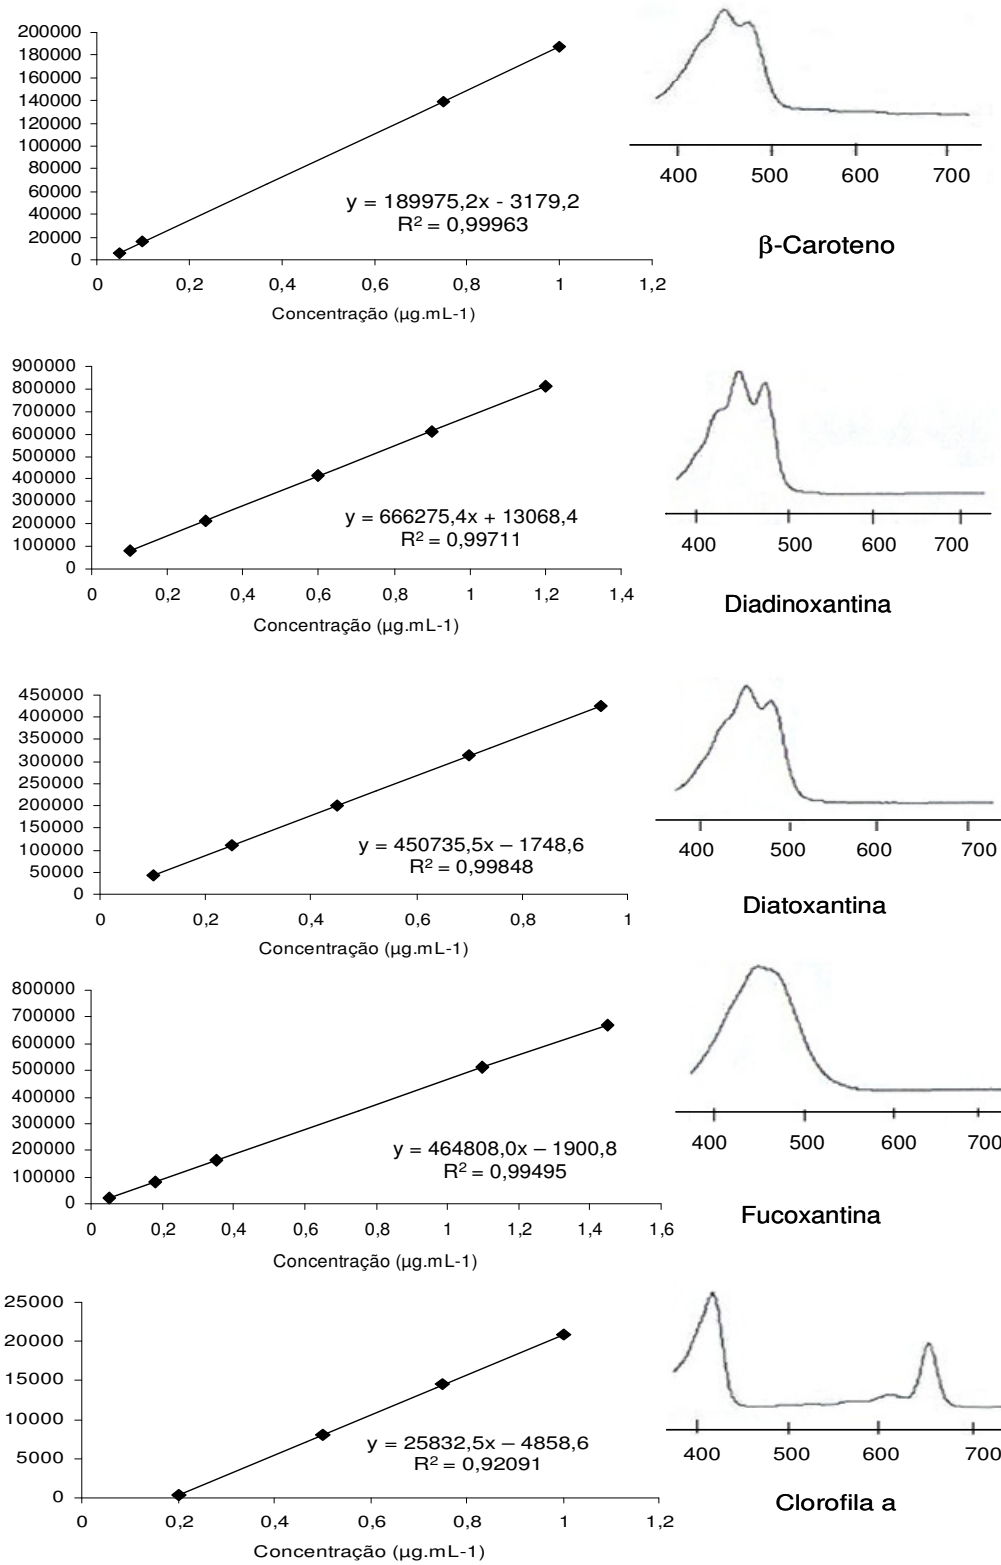 200000
180000
160000
140000
120000
100000
80000
60000
40000
20000
0
0 0,2 0,4 0,6 0,8 1 1,2
Concentração (µg.mL-1)
y = 189975,2x - 3179,2
R² = 0,99963
400 500 600 700
β-Caroteno
900000
800000
700000
600000
500000
400000
300000
200000
100000
0
0 0,2 0,4 0,6 0,8 1 1,2 1,4
Concentração (µg.mL-1)
y = 666275,4x + 13068,4
R² = 0,99711
400 500 600 700
Diadinoxantina
450000
400000
350000
300000
250000
200000
150000
100000
50000
0
0 0,2 0,4 0,6 0,8 1
Concentração (µg.mL-1)
y = 450735,5x – 1748,6
R² = 0,99848
400 500 600 700
Diatoxantina
800000
700000
600000
500000
400000
300000
200000
100000
0
0 0,2 0,4 0,6 0,8 1 1,2 1,4 1,6
Concentração (µg.mL-1)
y = 464808,0x – 1900,8
R² = 0,99495
400 500 600 700
Fucoxantina
25000
20000
15000
10000
5000
0
0 0,2 0,4 0,6 0,8 1 1,2
Concentração (µg.mL-1)
y = 25832,5x – 4858,6
R² = 0,92091
400 500 600 700
Clorofila a